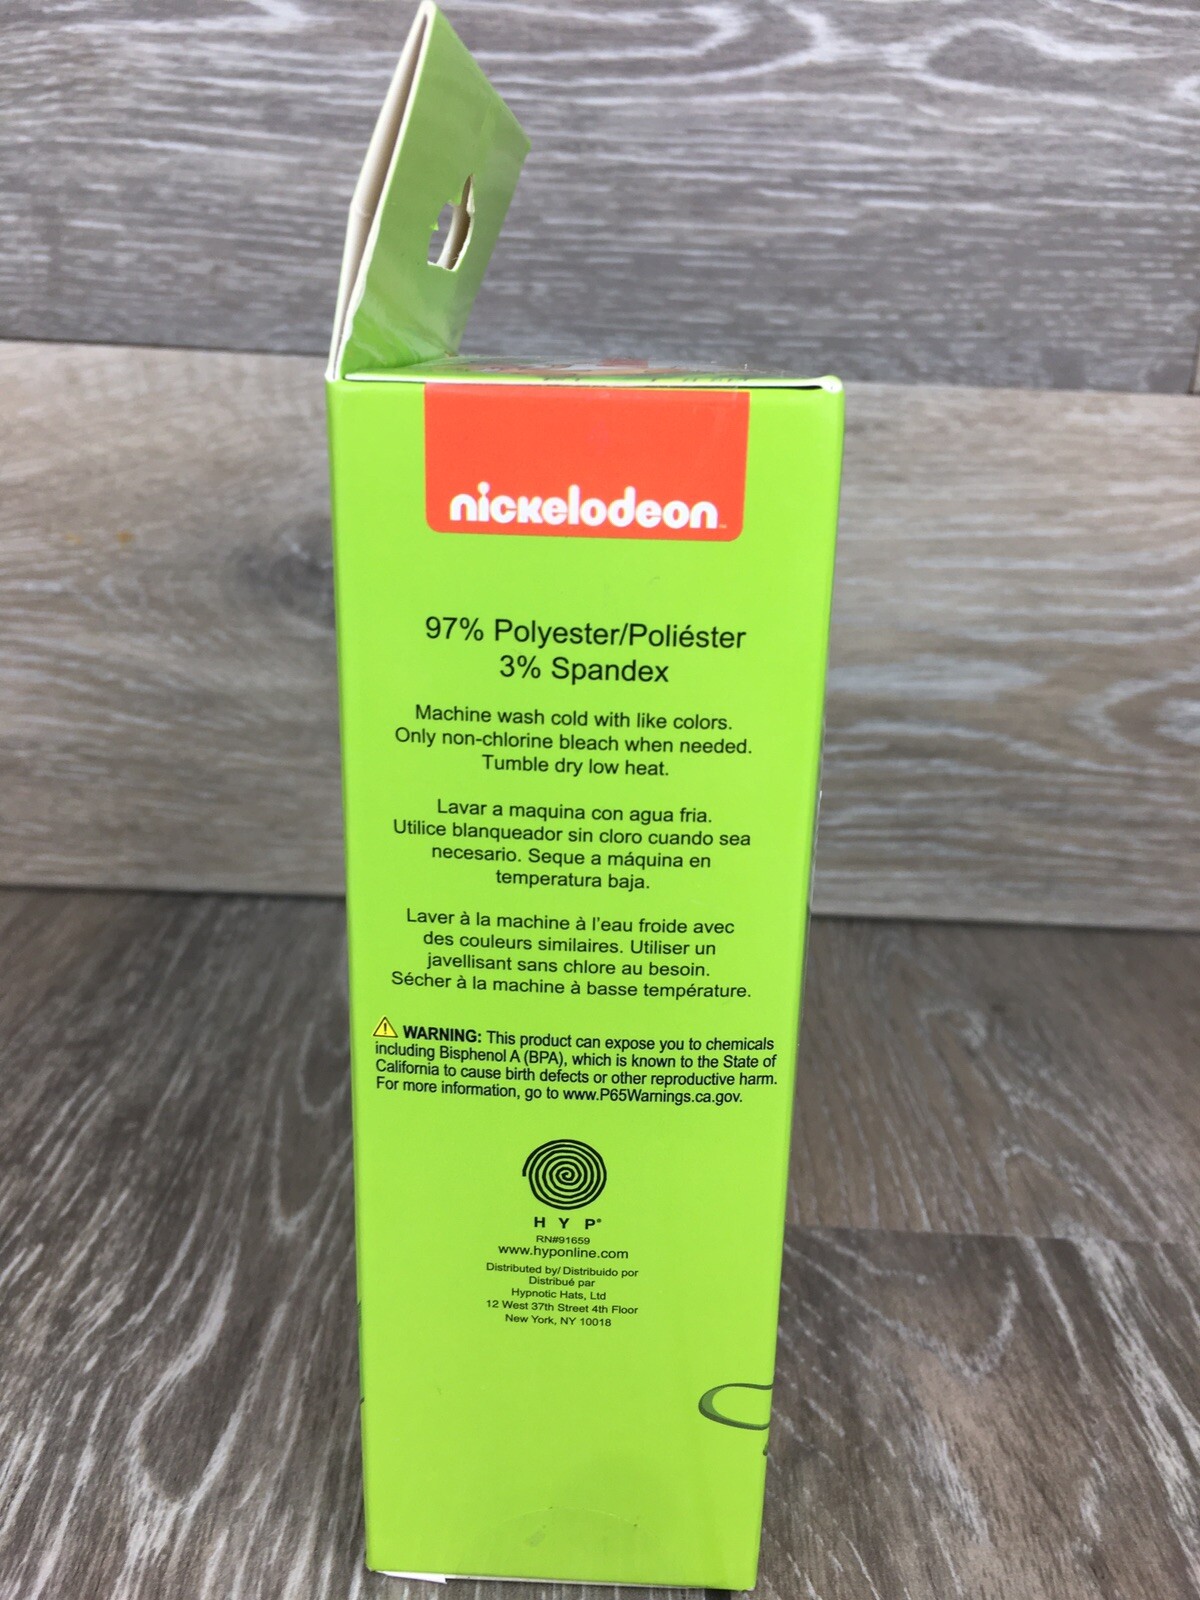 nickelodeon
97% Polyester/Poliéster
3% Spandex
Machine wash cold with like colors.
Only non-chlorine bleach when needed.
Tumble dry low heat.
Lavar a maquina con agua fria.
Utilice blanqueador sin cloro cuando sea
necesario. Seque a máquina en
temperatura baja.
Laver à la machine à l'eau froide avec
des couleurs similaires. Utiliser un
javellisant sans chlore au besoin.
Sécher à la machine à basse température.
WARNING: This product can expose you to chemicals
including Bisphenol A (BPA), which is known to the State of
California to cause birth defects or other reproductive harm.
For more information, go to www.P65Warnings.ca.gov.
HYP®
RN#91659
www.hyponline.com
Distributed by/ Distribuido por
Distribué par
Hypnotic Hats, Ltd
12 West 37th Street 4th Floor
New York, NY 10018